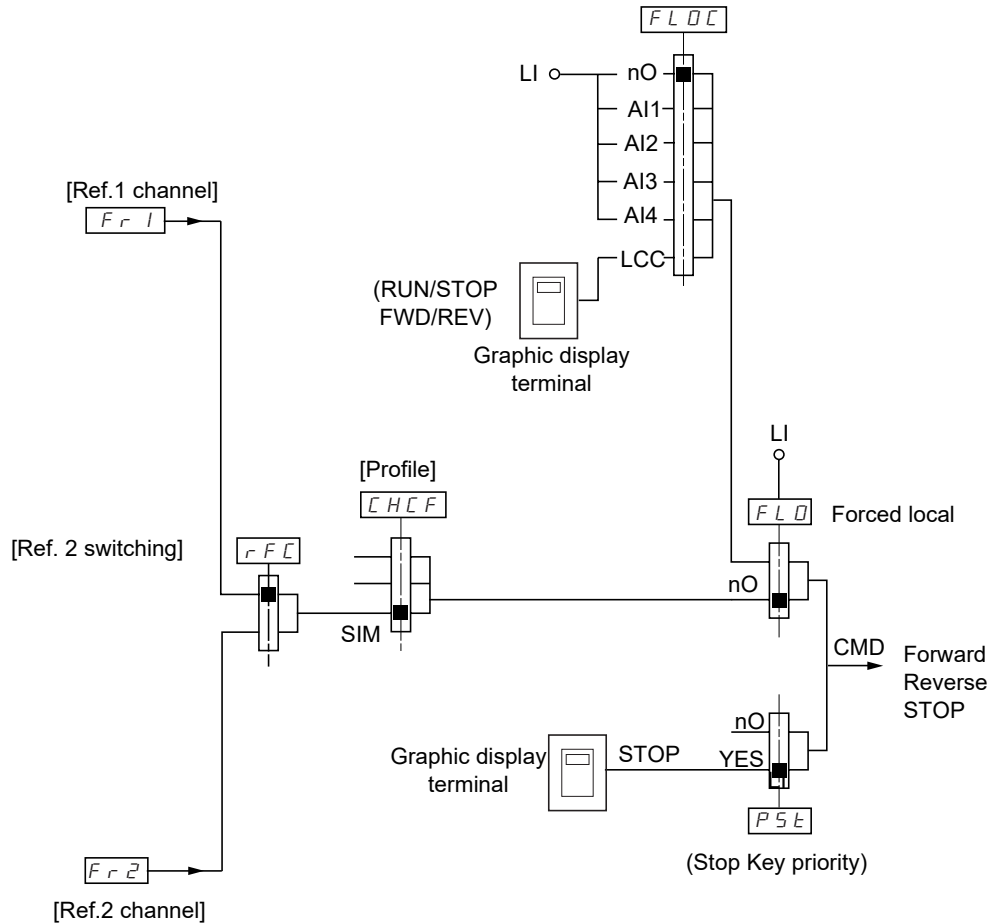 FLOC
LI
nO
AI1
AI2
AI3
AI4
LCC
[Ref.1 channel]
Fr1
(RUN/STOP
FWD/REV)
Graphic display
terminal
LI
[Profile]
CHCF
FLO
Forced local
[Ref. 2 switching]
rFC
nO
SIM
CMD
Forward
Reverse
STOP
nO
Graphic display
terminal
STOP
YES
LI
PSt
(Stop Key priority)
Fr2
[Ref.2 channel]